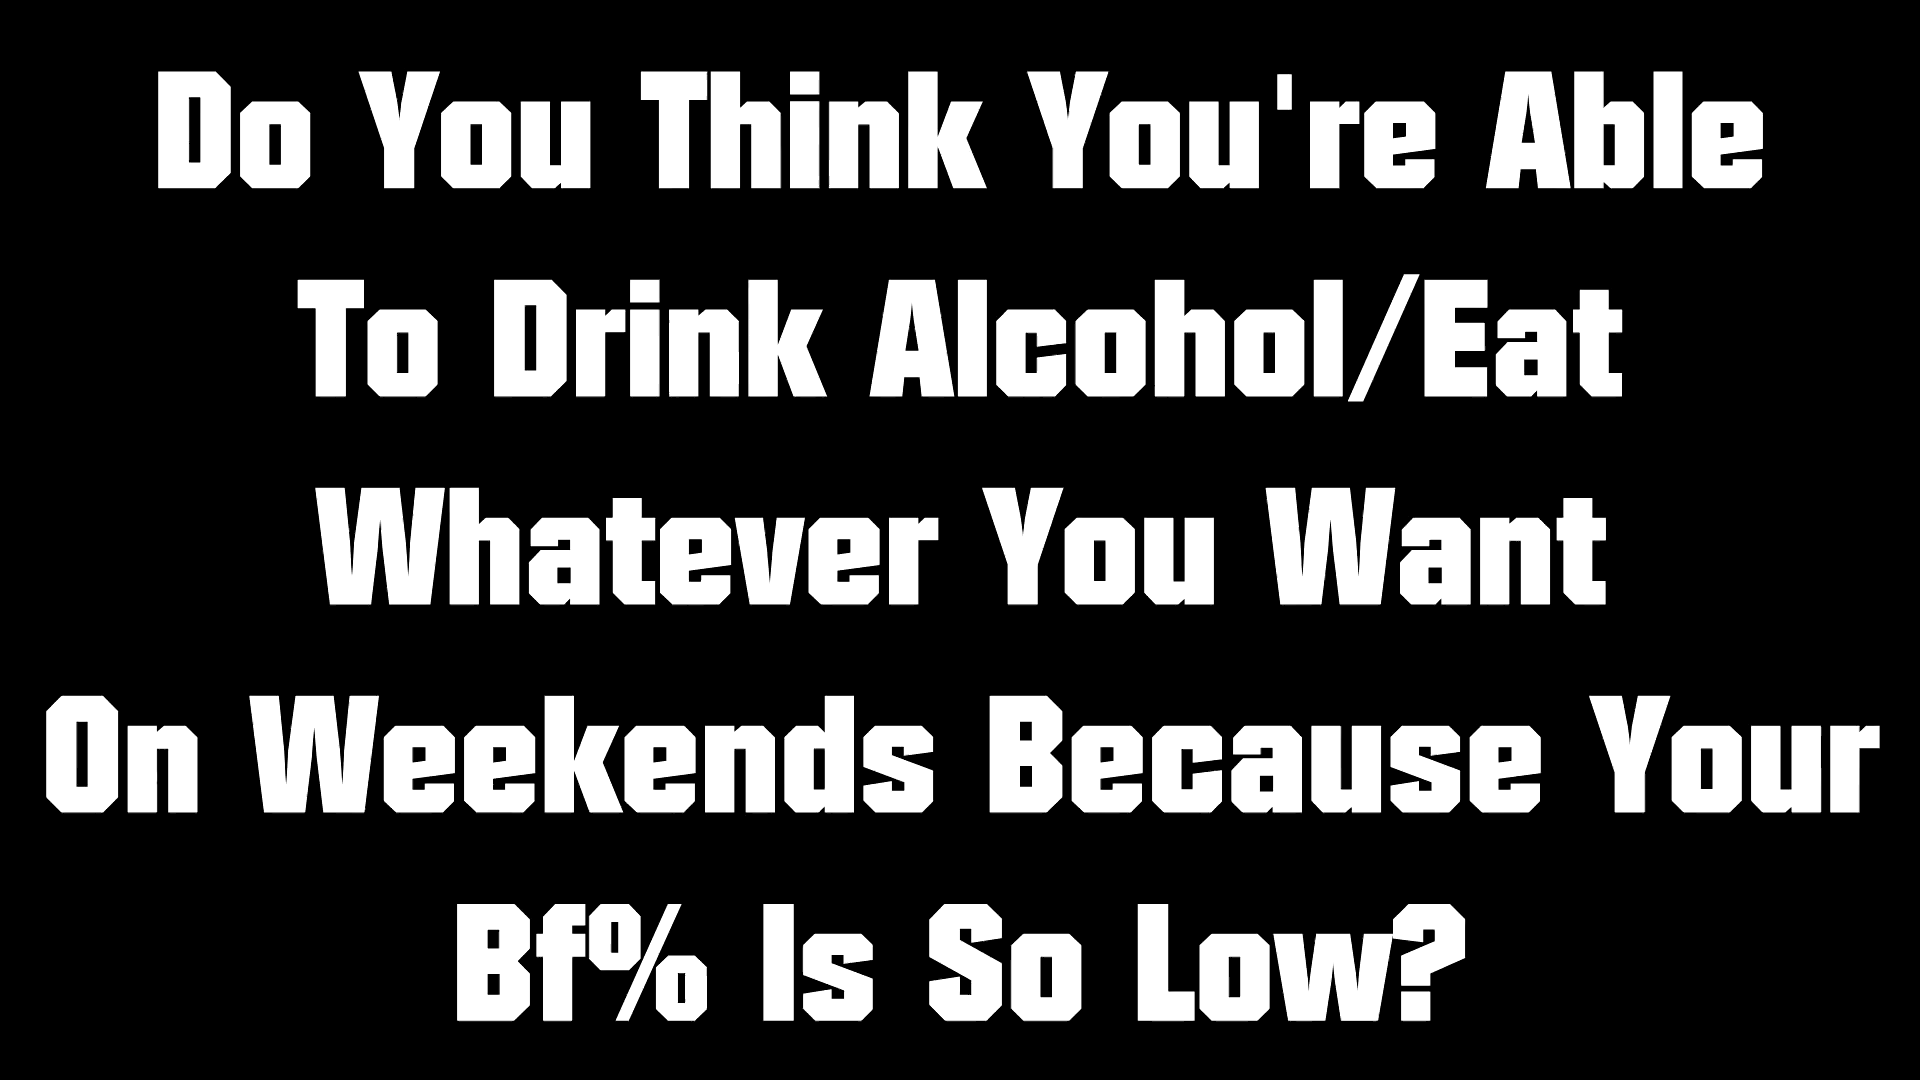 Do You Think You're Able
To Drink Alcohol/Eat
Whatever You Want
On Weekends Because Your
Bf% Is So Low?